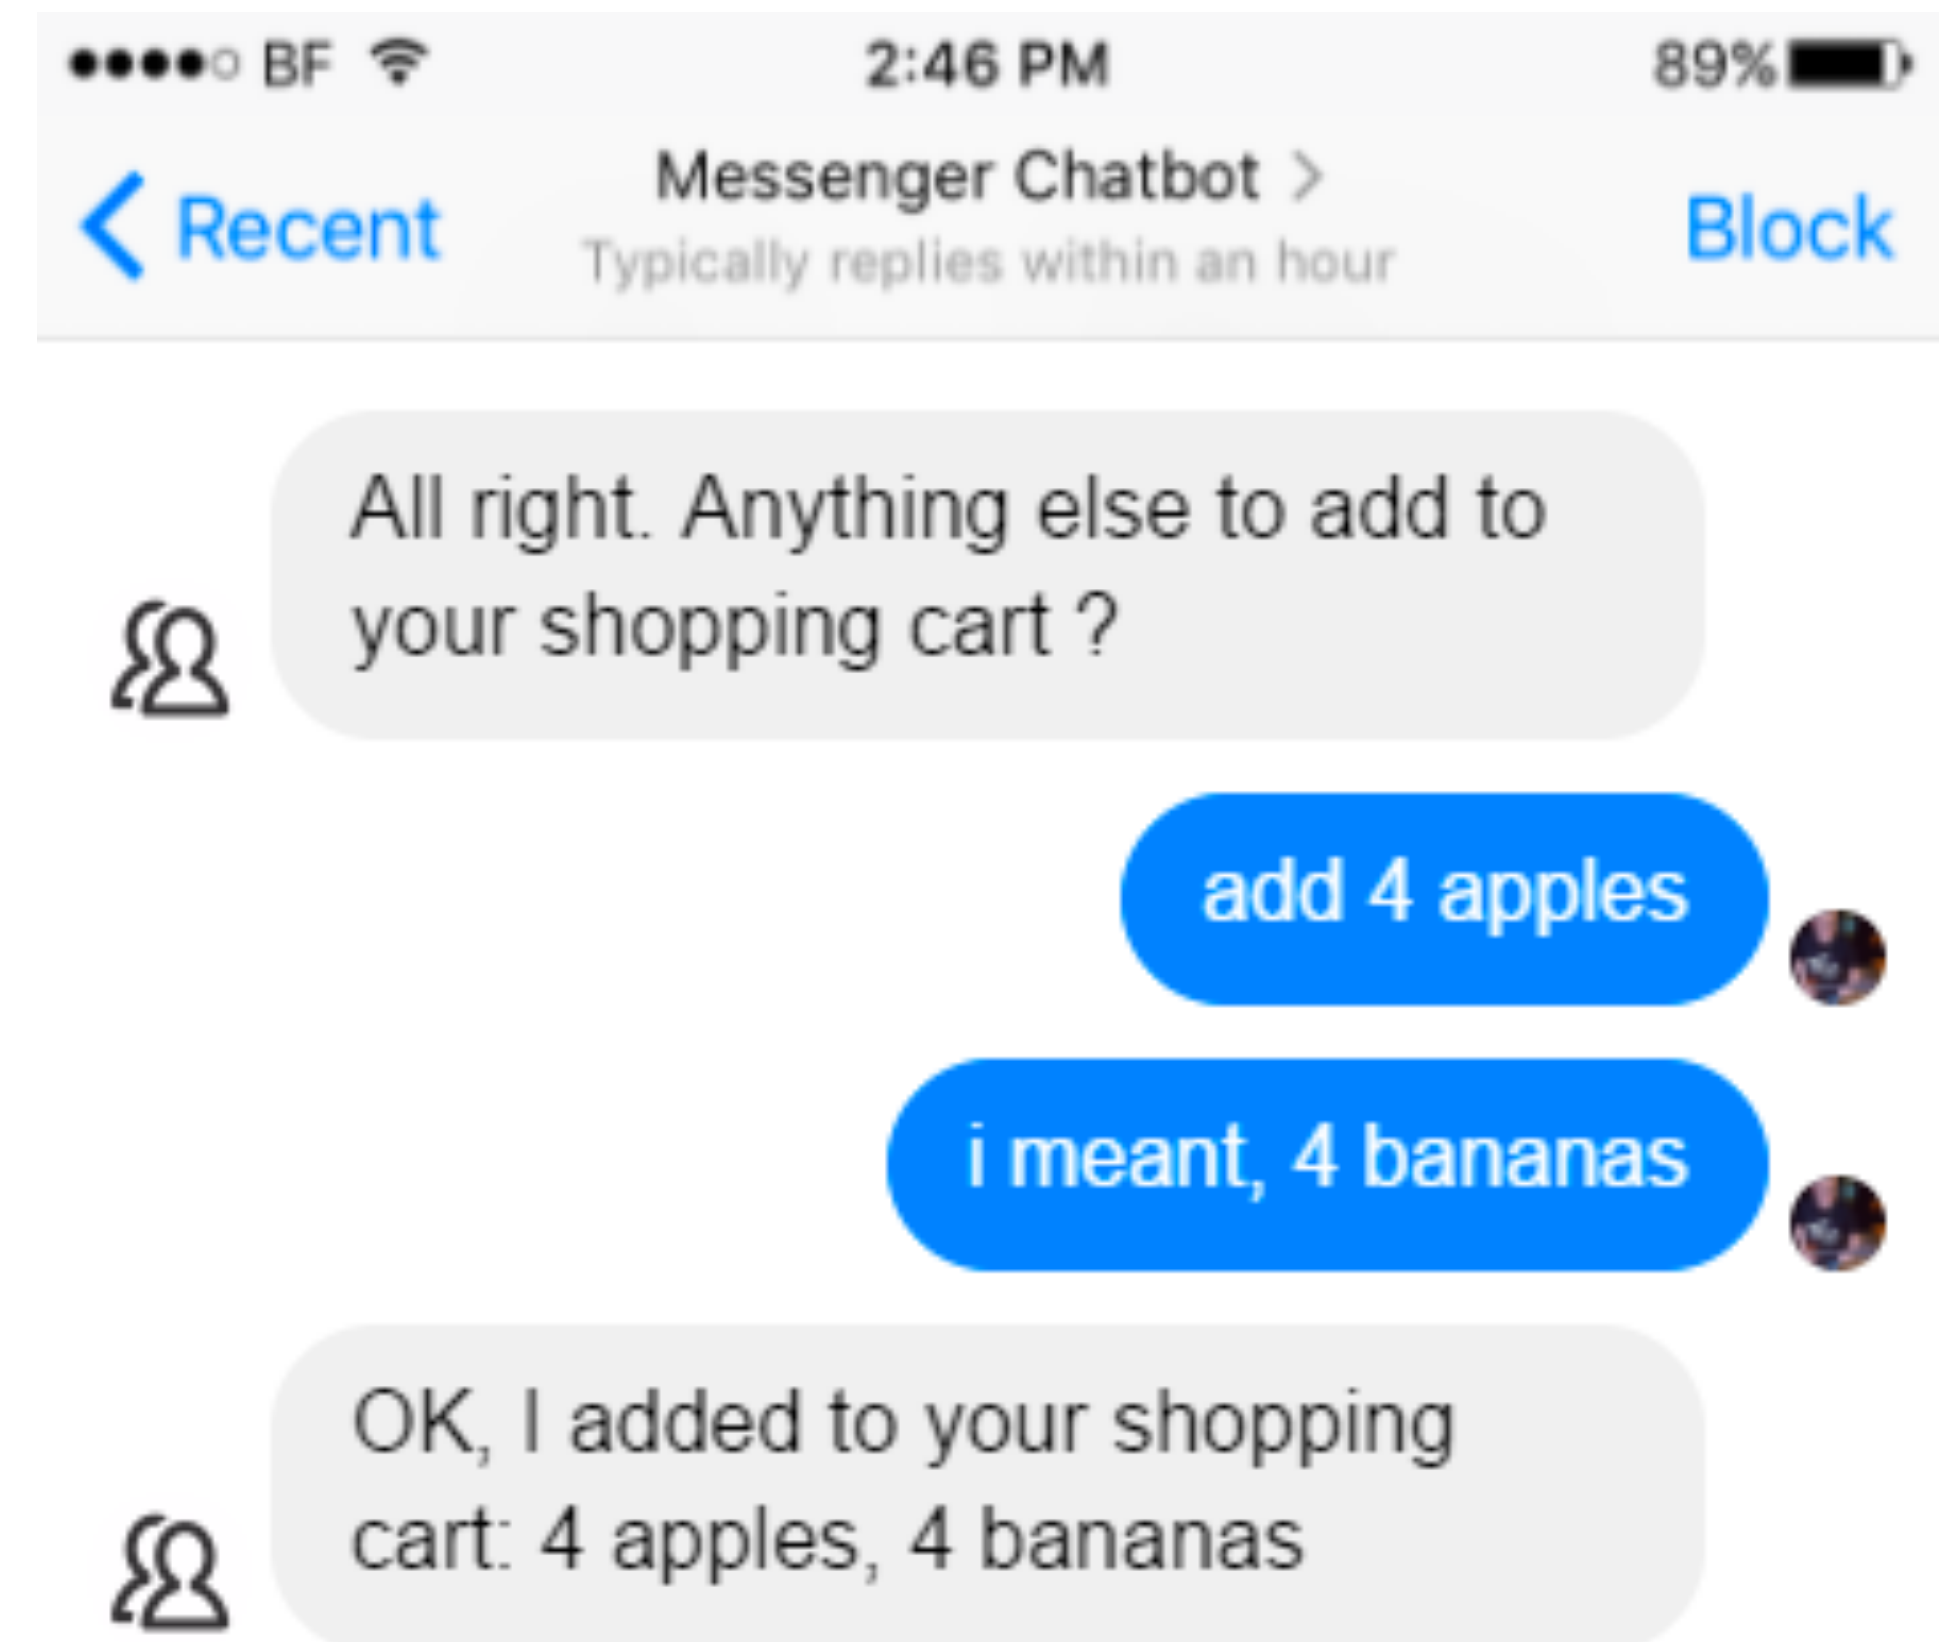 BF 2:46 PM 89%
Messenger Chatbot >
Recent
Typically replies within an hour
Block
All right. Anything else to add to
your shopping cart ?
add 4 apples
i meant, 4 bananas
OK, I added to your shopping
cart: 4 apples, 4 bananas